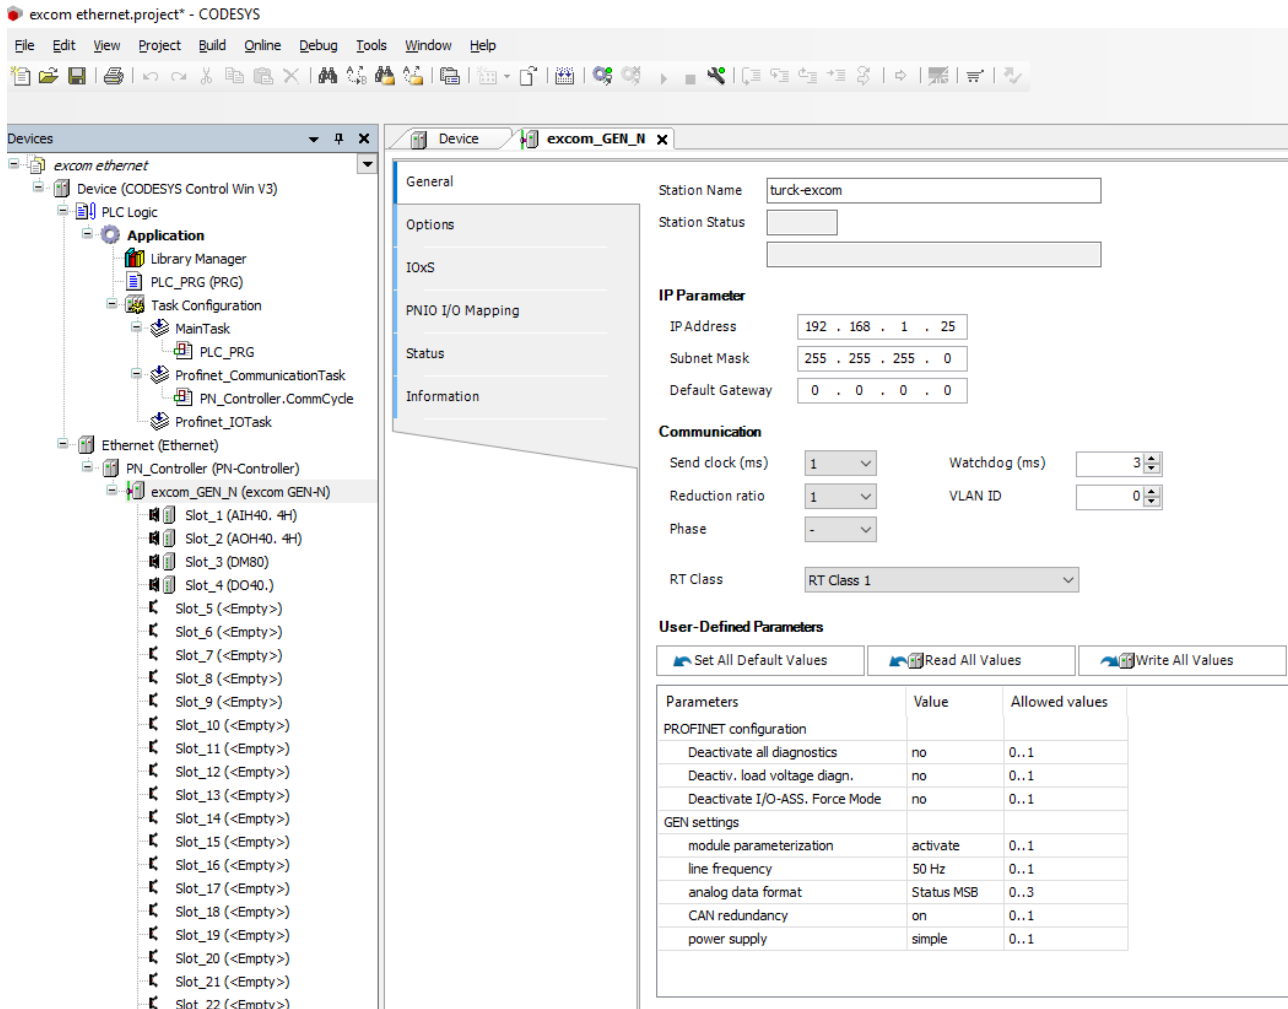 excom ethernet.project* - CODESYS
File Edit View Project Build Online Debug Tools Window Help
Devices
excom ethernet
Device (CODESYS Control Win V3)
PLC Logic
Application
Library Manager
PLC_PRG (PRG)
Task Configuration
MainTask
PLC_PRG
Profinet_CommunicationTask
PN_Controller.CommCycle
Profinet_IOTask
Ethernet (Ethernet)
PN_Controller (PN-Controller)
excom_GEN_N (excom GEN-N)
Slot_1 (AIH40. 4H)
Slot_2 (AOH40. 4H)
Slot_3 (DM80)
Slot_4 (DO40.)
Slot_5 (<Empty>)
Slot_6 (<Empty>)
Slot_7 (<Empty>)
Slot_8 (<Empty>)
Slot_9 (<Empty>)
Slot_10 (<Empty>)
Slot_11 (<Empty>)
Slot_12 (<Empty>)
Slot_13 (<Empty>)
Slot_14 (<Empty>)
Slot_15 (<Empty>)
Slot_16 (<Empty>)
Slot_17 (<Empty>)
Slot_18 (<Empty>)
Slot_19 (<Empty>)
Slot_20 (<Empty>)
Slot_21 (<Empty>)
Slot_22 (<Empty>)
Device excom_GEN_N
General
Options
IOxS
PNIO I/O Mapping
Status
Information
Station Name turck-excom
Station Status
IP Parameter
IP Address 192 . 168 . 1 . 25
Subnet Mask 255 . 255 . 255 . 0
Default Gateway 0 . 0 . 0 . 0
Communication
Send clock (ms) 1 Watchdog (ms) 3
Reduction ratio 1 VLAN ID 0
Phase -
RT Class RT Class 1
User-Defined Parameters
Set All Default Values Read All Values Write All Values
Parameters Value Allowed values
PROFINET configuration
Deactivate all diagnostics no 0..1
Deactiv. load voltage diagn. no 0..1
Deactivate I/O-ASS. Force Mode no 0..1
GEN settings
module parameterization activate 0..1
line frequency 50 Hz 0..1
analog data format Status MSB 0..3
CAN redundancy on 0..1
power supply simple 0..1